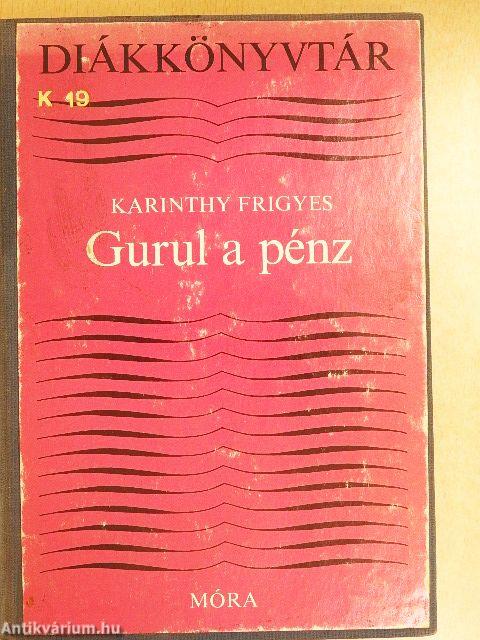 DIÁKKÖNYVTÁR
K 19
KARINTHY FRIGYES
Gurul a pénz
MÓRA
Antikvárium.hu